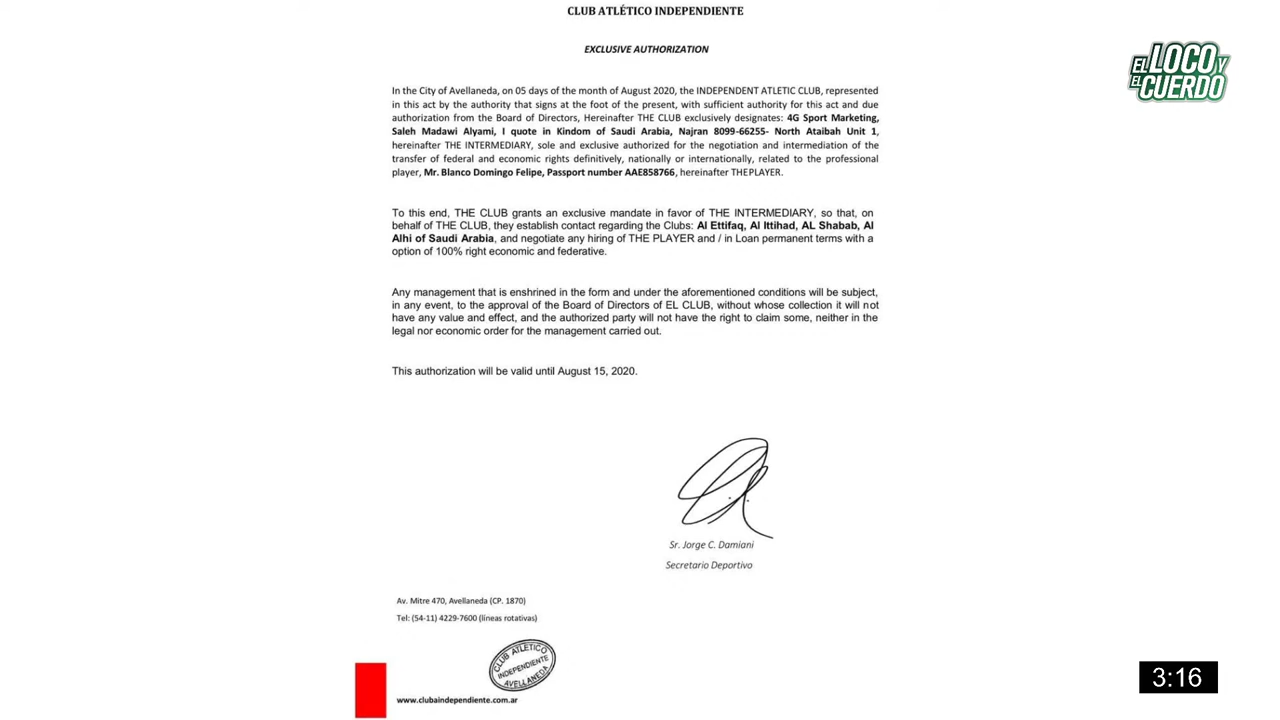 CLUB ATLÉTICO INDEPENDIENTE
EXCLUSIVE AUTHORIZATION
EL LOCO Y
EL CUERDO
In the City of Avellaneda, on 05 days of the month of August 2020, the INDEPENDENT ATLETIC CLUB, represented
in this act by the authority that signs at the foot of the present, with sufficient authority for this act and due
authorization from the Board of Directors, Hereinafter THE CLUB exclusively designates: 4G Sport Marketing,
Saleh Madawi Alyami, I quote in Kindom of Saudi Arabia, Najran 8099-66255- North Ataibah Unit 1,
hereinafter THE INTERMEDIARY, sole and exclusive authorized for the negotiation and intermediation of the
transfer of federal and economic rights definitively, nationally or internationally, related to the professional
player, Mr. Blanco Domingo Felipe, Passport number AAE858766, hereinafter THEPLAYER.
To this end, THE CLUB grants an exclusive mandate in favor of THE INTERMEDIARY, so that, on
behalf of THE CLUB, they establish contact regarding the Clubs: Al Ettifaq, Al Ittihad, AL Shabab, Al
Alhi of Saudi Arabia, and negotiate any hiring of THE PLAYER and / in Loan permanent terms with a
option of 100% right economic and federative.
Any management that is enshrined in the form and under the aforementioned conditions will be subject,
in any event, to the approval of the Board of Directors of EL CLUB, without whose collection it will not
have any value and effect, and the authorized party will not have the right to claim some, neither in the
legal nor economic order for the management carried out.
This authorization will be valid until August 15, 2020.
Sr. Jorge C. Damiani
Secretario Deportivo
Av. Mitre 470, Avellaneda (CP. 1870)
Tel: (54-11) 4229-7600 (líneas rotativas)
CLUB ATLETICO
INDEPENDIENTE
AVELLANEDA
www.clubaindependiente.com.ar
3:16